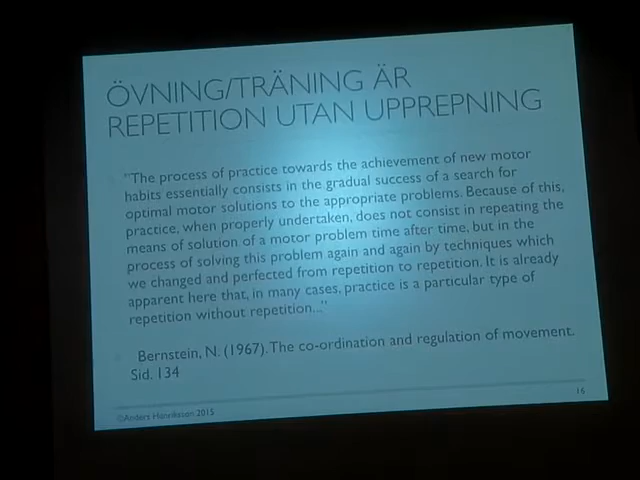 ÖVNING/TRÄNING ÄR
REPETITION UTAN UPPREPNING
"The process of practice towards the achievement of new motor
habits essentially consists in the gradual success of a search for
optimal motor solutions to the appropriate problems. Because of this,
practice, when properly undertaken, does not consist in repeating the
means of solution of a motor problem time after time, but in the
process of solving this problem again and again by techniques which
we changed and perfected from repetition to repetition. It is already
apparent here that, in many cases, practice is a particular type of
repetition without repetition..."
Bernstein, N. (1967). The co-ordination and regulation of movement.
Sid. 134
16
©Anders Henriksson 2015